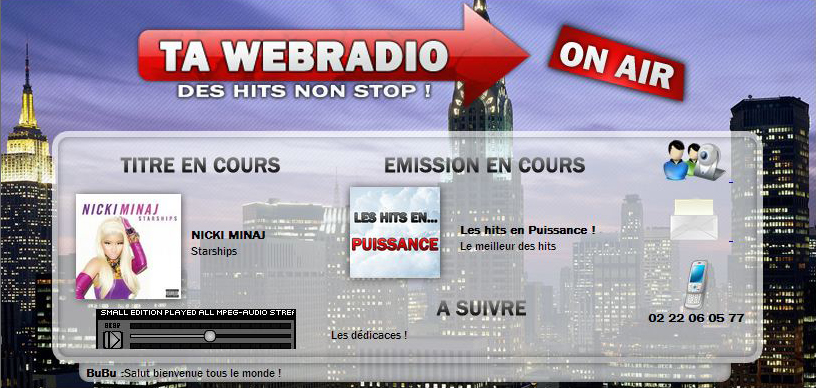 TA WEBRADIO
DES HITS NON STOP !
ON AIR
TITRE EN COURS
EMISSION EN COURS
NICKI MINAJ
STARSHIPS
NICKI MINAJ
Starships
LES HITS EN...
PUISSANCE
Les hits en Puissance !
Le meilleur des hits
A SUIVRE
Les dédicaces !
SMALL EDITION PLAYED ALL MPEG-AUDIO STRE
02 22 06 05 77
BuBu :Salut bienvenue tous le monde !